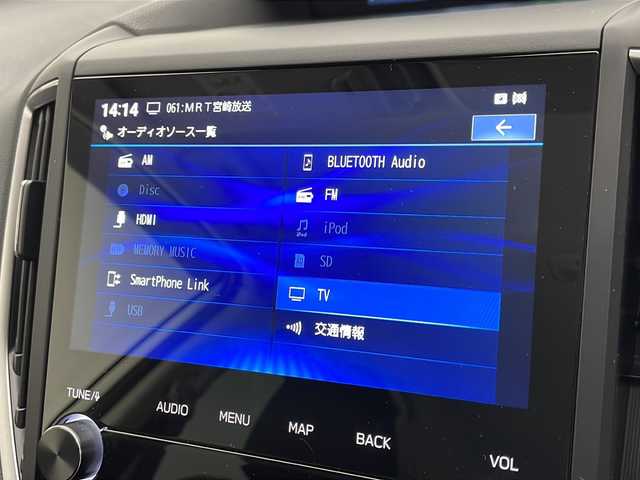 14:14 061:MRT宮崎放送
オーディオソース一覧
AM
BLUETOOTH Audio
Disc
FM
HDMI
iPod
MEMORY MUSIC
SD
SmartPhone Link
TV
USB
交通情報
TUNE/
AUDIO
MENU
MAP
BACK
VOL